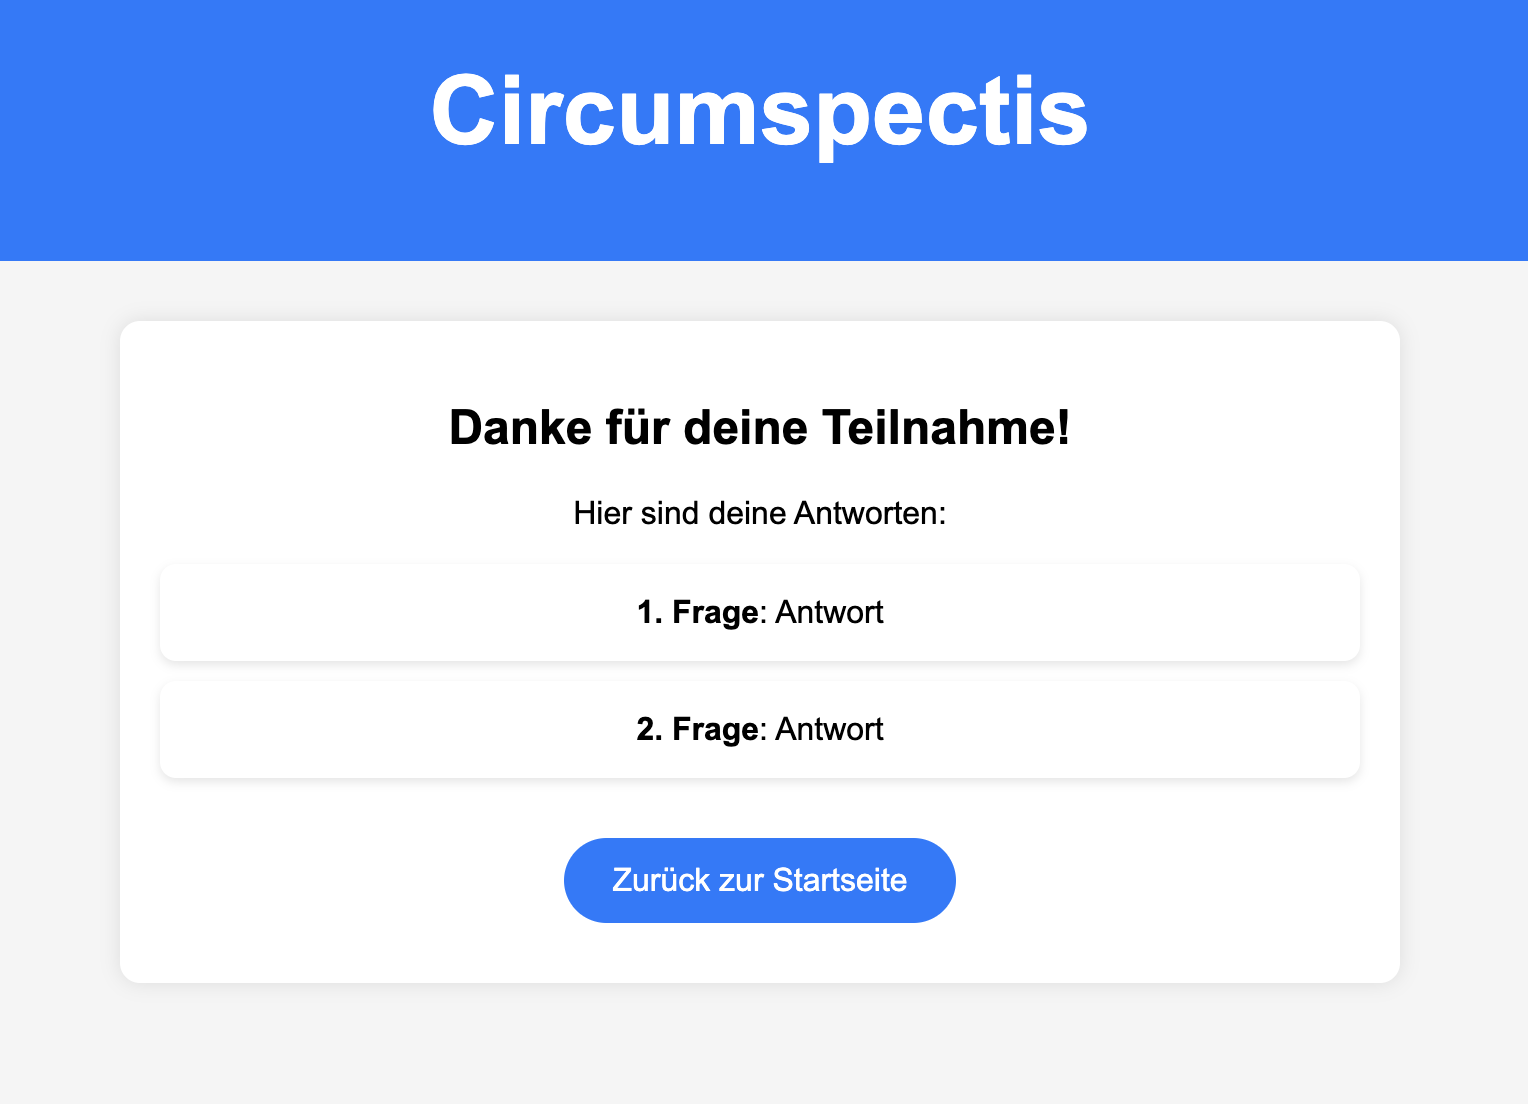 Circumspectis
Danke für deine Teilnahme!
Hier sind deine Antworten:
1. Frage: Antwort
2. Frage: Antwort
Zurück zur Startseite